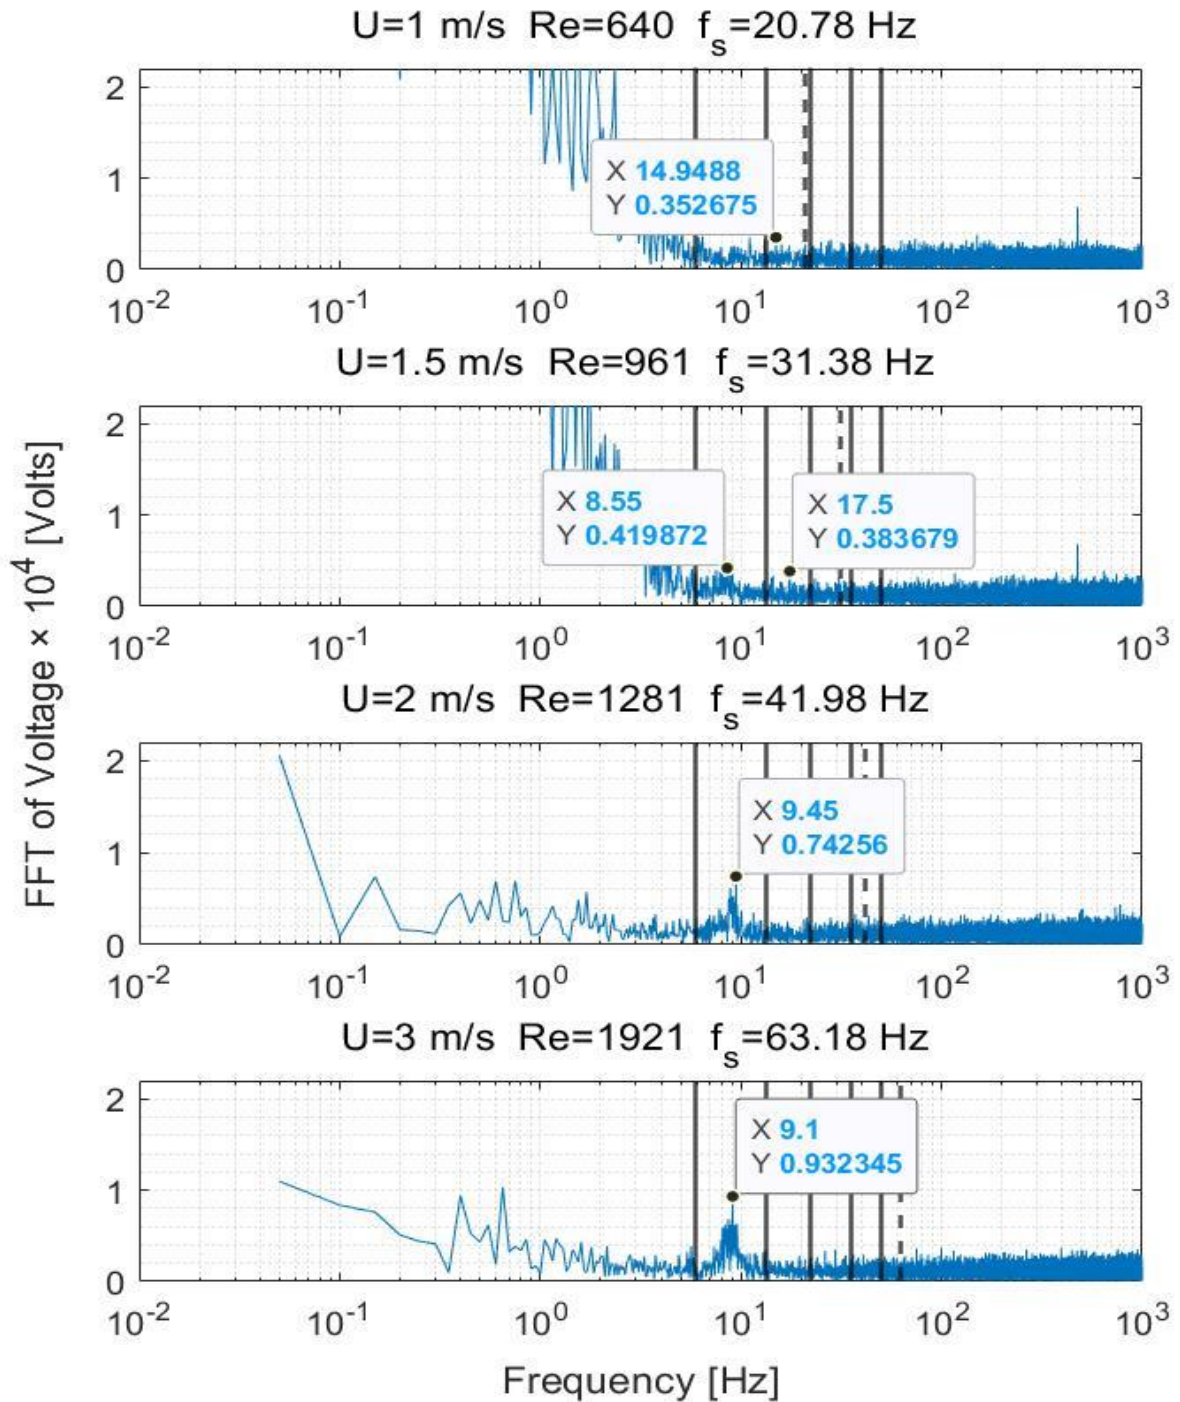 U=1 m/s Re=640 fs=20.78 Hz
2
1
0
X 14.9488
Y 0.352675
10-2 10-1 100 101 102 103
U=1.5 m/s Re=961 fs=31.38 Hz
2
1
0
X 8.55
Y 0.419872
X 17.5
Y 0.383679
10-2 10-1 100 101 102 103
FFT of Voltage × 104 [Volts]
U=2 m/s Re=1281 fs=41.98 Hz
2
1
0
X 9.45
Y 0.74256
10-2 10-1 100 101 102 103
U=3 m/s Re=1921 fs=63.18 Hz
2
1
0
X 9.1
Y 0.932345
10-2 10-1 100 101 102 103
Frequency [Hz]